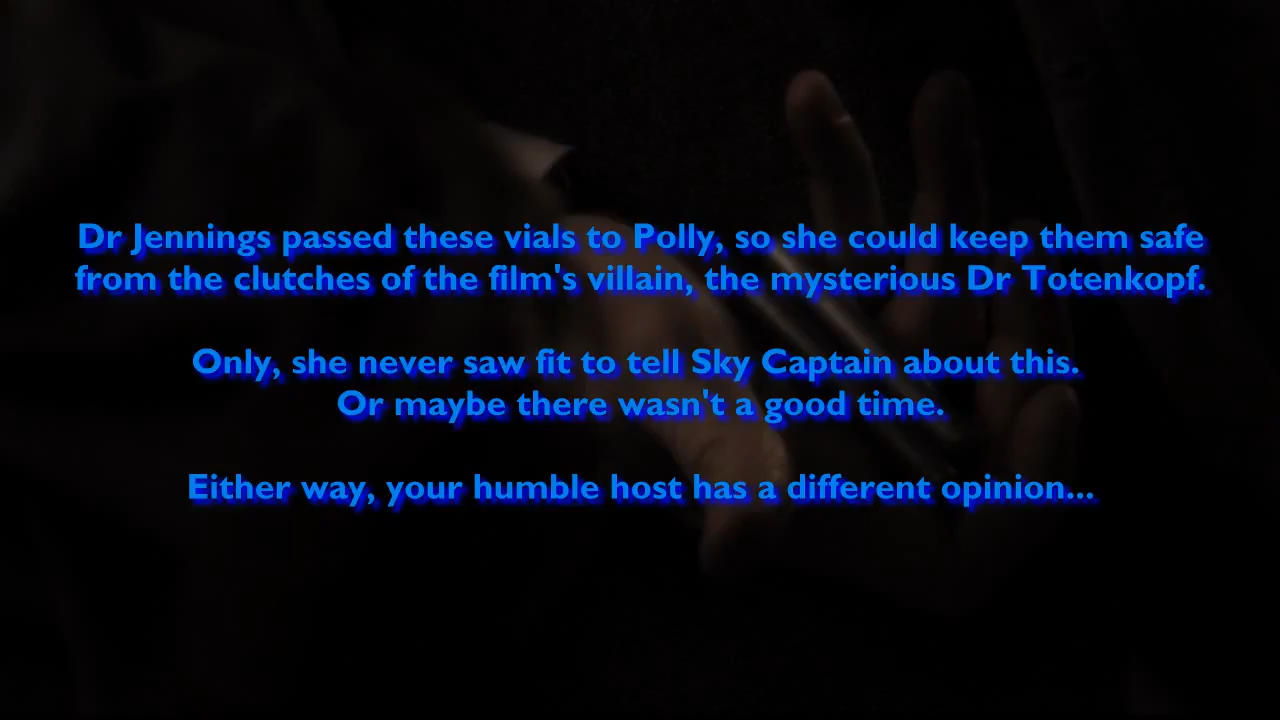 Dr Jennings passed these vials to Polly, so she could keep them safe
from the clutches of the film's villain, the mysterious Dr Totenkopf.
Only, she never saw fit to tell Sky Captain about this.
Or maybe there wasn't a good time.
Either way, your humble host has a different opinion...